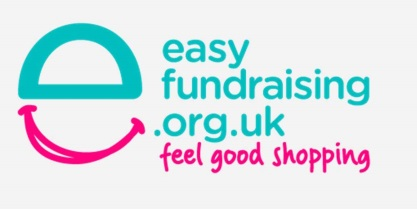 easy
fundraising
.org.uk
feel good shopping